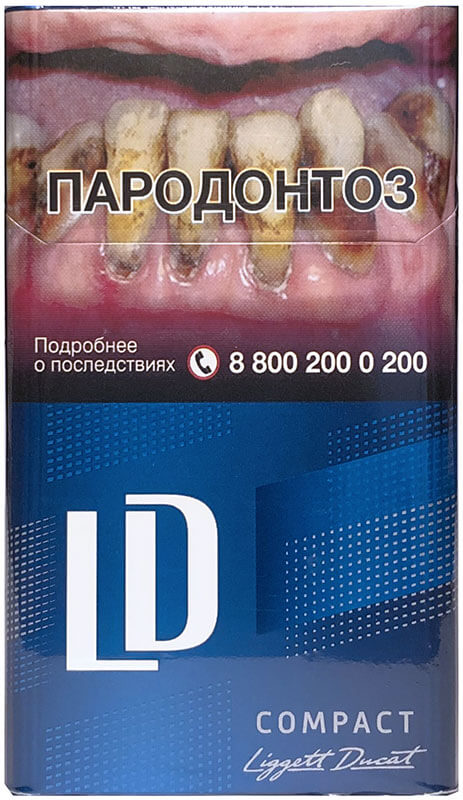 ПАРОДОНТОЗ
Подробнее
о последствиях 8 800 200 0 200
LD
COMPACT
Liggett Ducat